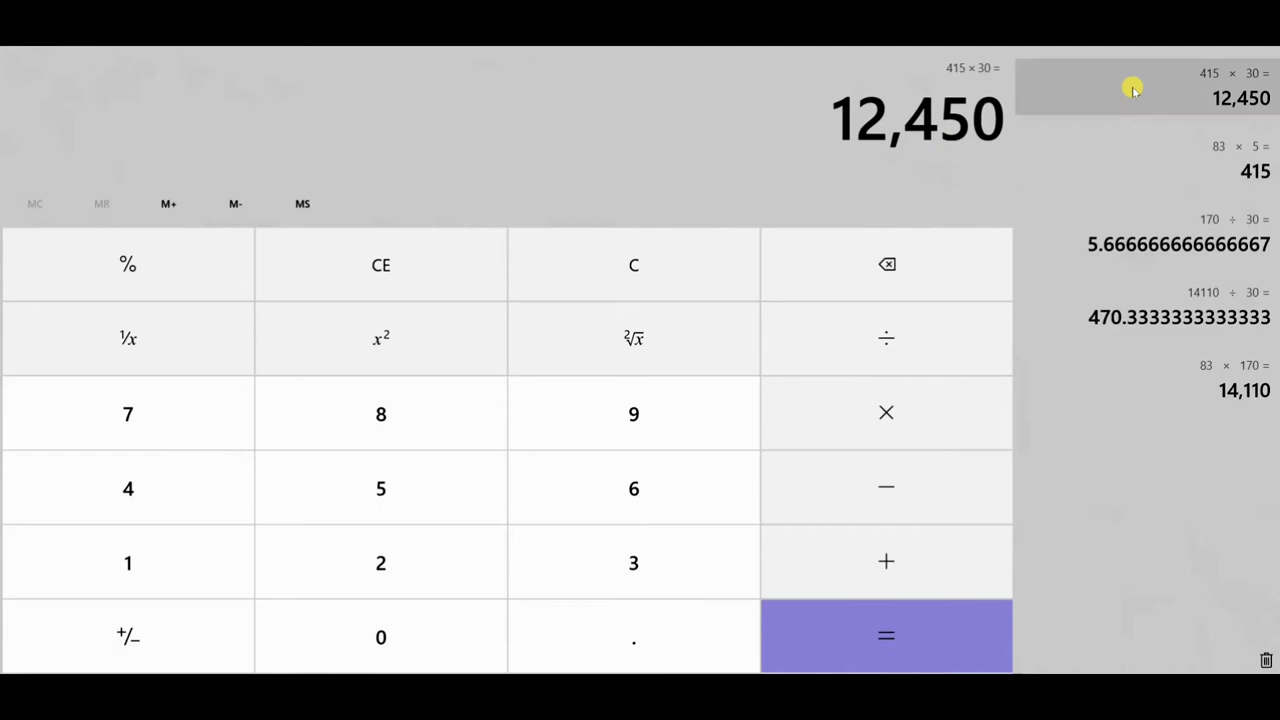 415 × 30 =
12,450
MC MR M+ M- MS
% CE C
⅟x x² ²√x ÷
7 8 9 ×
4 5 6 −
1 2 3 +
+/− 0 . =
415 × 30 =
12,450
83 × 5 =
415
170 ÷ 30 =
5.666666666666667
14110 ÷ 30 =
470.3333333333333
83 × 170 =
14,110